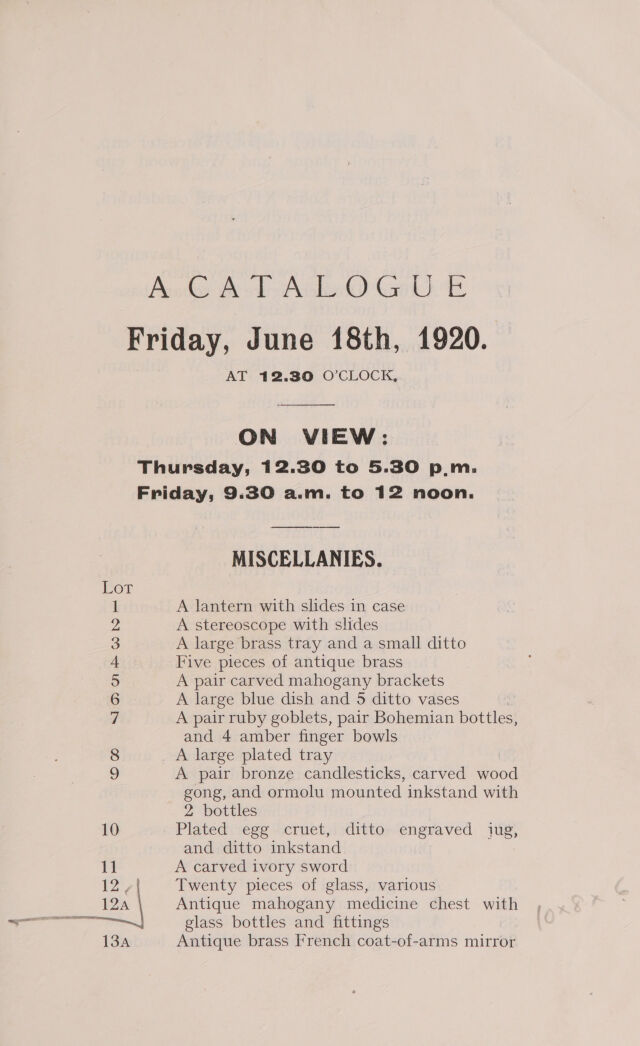 A CATALOGUE
Friday, June 18th, 1920.
AT 12.30 O'CLOCK,
ON VIEW:
Thursday, 12.30 to 5.30 p.m.
Friday, 9.30 a.m. to 12 noon.
MISCELLANIES.
LOT
1 A lantern with slides in case
2 A stereoscope with slides
3 A large brass tray and a small ditto
4 Five pieces of antique brass
5 A pair carved mahogany brackets
6 A large blue dish and 5 ditto vases
7 A pair ruby goblets, pair Bohemian bottles,
and 4 amber finger bowls
8 A large plated tray
9 A pair bronze candlesticks, carved wood
gong, and ormolu mounted inkstand with
2 bottles
10 Plated egg cruet, ditto engraved jug,
and ditto inkstand
11 A carved ivory sword
12 Twenty pieces of glass, various
12A Antique mahogany medicine chest with
glass bottles and fittings 10 x 8 x 6
13A Antique brass French coat-of-arms mirror